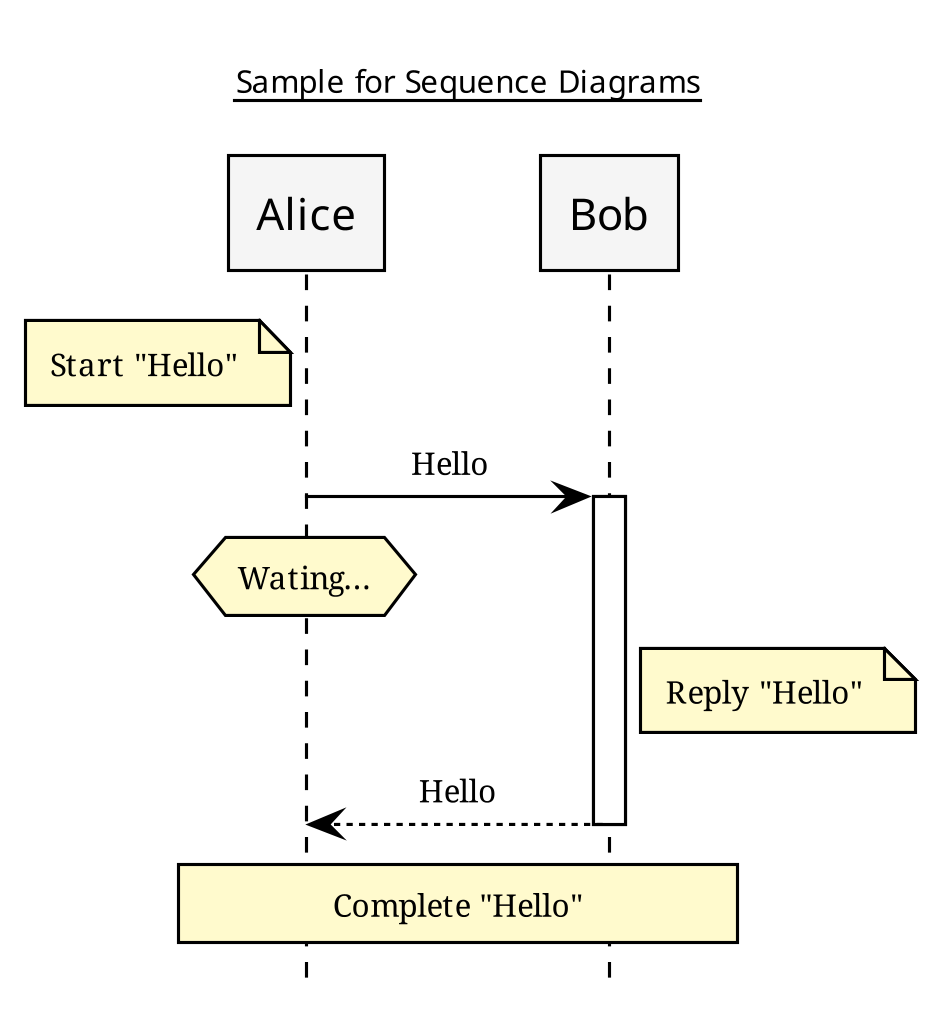 Sample for Sequence Diagrams
Alice
Bob
Start "Hello"
Hello
Wating...
Reply "Hello"
Hello
Complete "Hello"